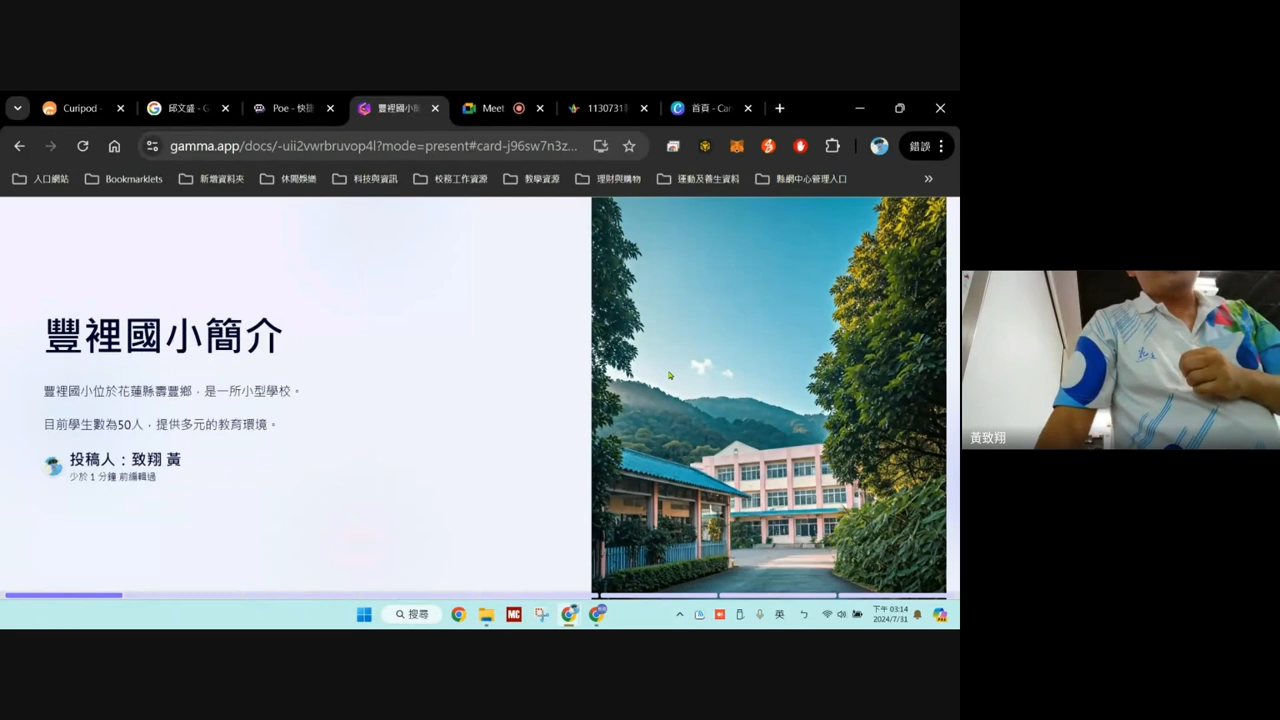 Curipod -
邱文盛 - G
Poe - 快捷
豐裡國小簡
Meet
1130731
首頁 - Can
gamma.app/docs/-uii2vwrbruvop4l?mode=present#card-j96sw7n3z...
錯誤
人口網站
Bookmarklets
新增資料夾
休閒娛樂
科技與資訊
校務工作資源
教學資源
理財與購物
運動及養生資料
縣網中心管理入口
豐裡國小簡介
豐裡國小位於花蓮縣壽豐鄉，是一所小型學校。
目前學生數為50人，提供多元的教育環境。
投稿人：致翔 黃
少於 1 分鐘 前編輯過
黃致翔
搜尋
MC
英
下午 03:14
2024/7/31